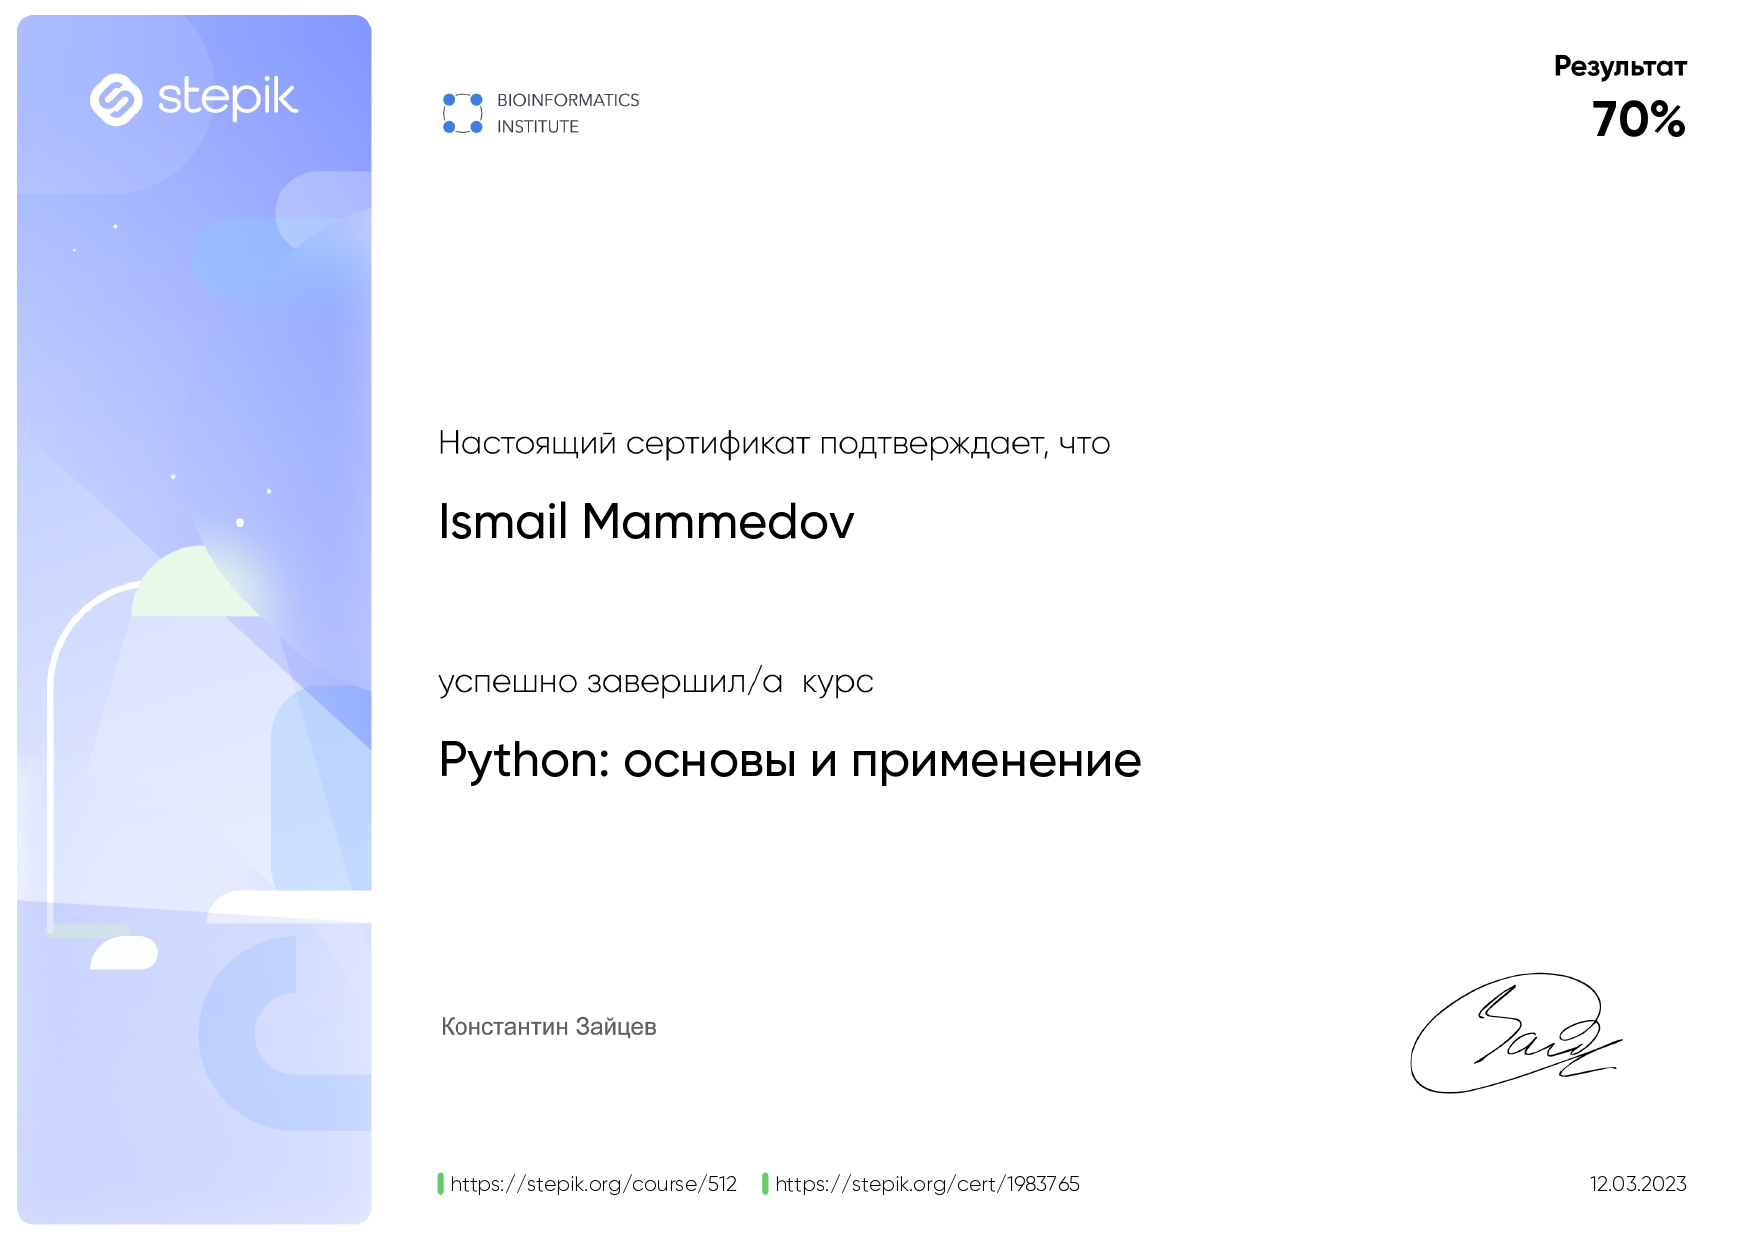 stepik
BIOINFORMATICS
INSTITUTE
Результат
70%
Настоящий сертификат подтверждает, что
Ismail Mammedov
успешно завершил/а курс
Python: основы и применение
Константин Зайцев
https://stepik.org/course/512
https://stepik.org/cert/1983765
12.03.2023